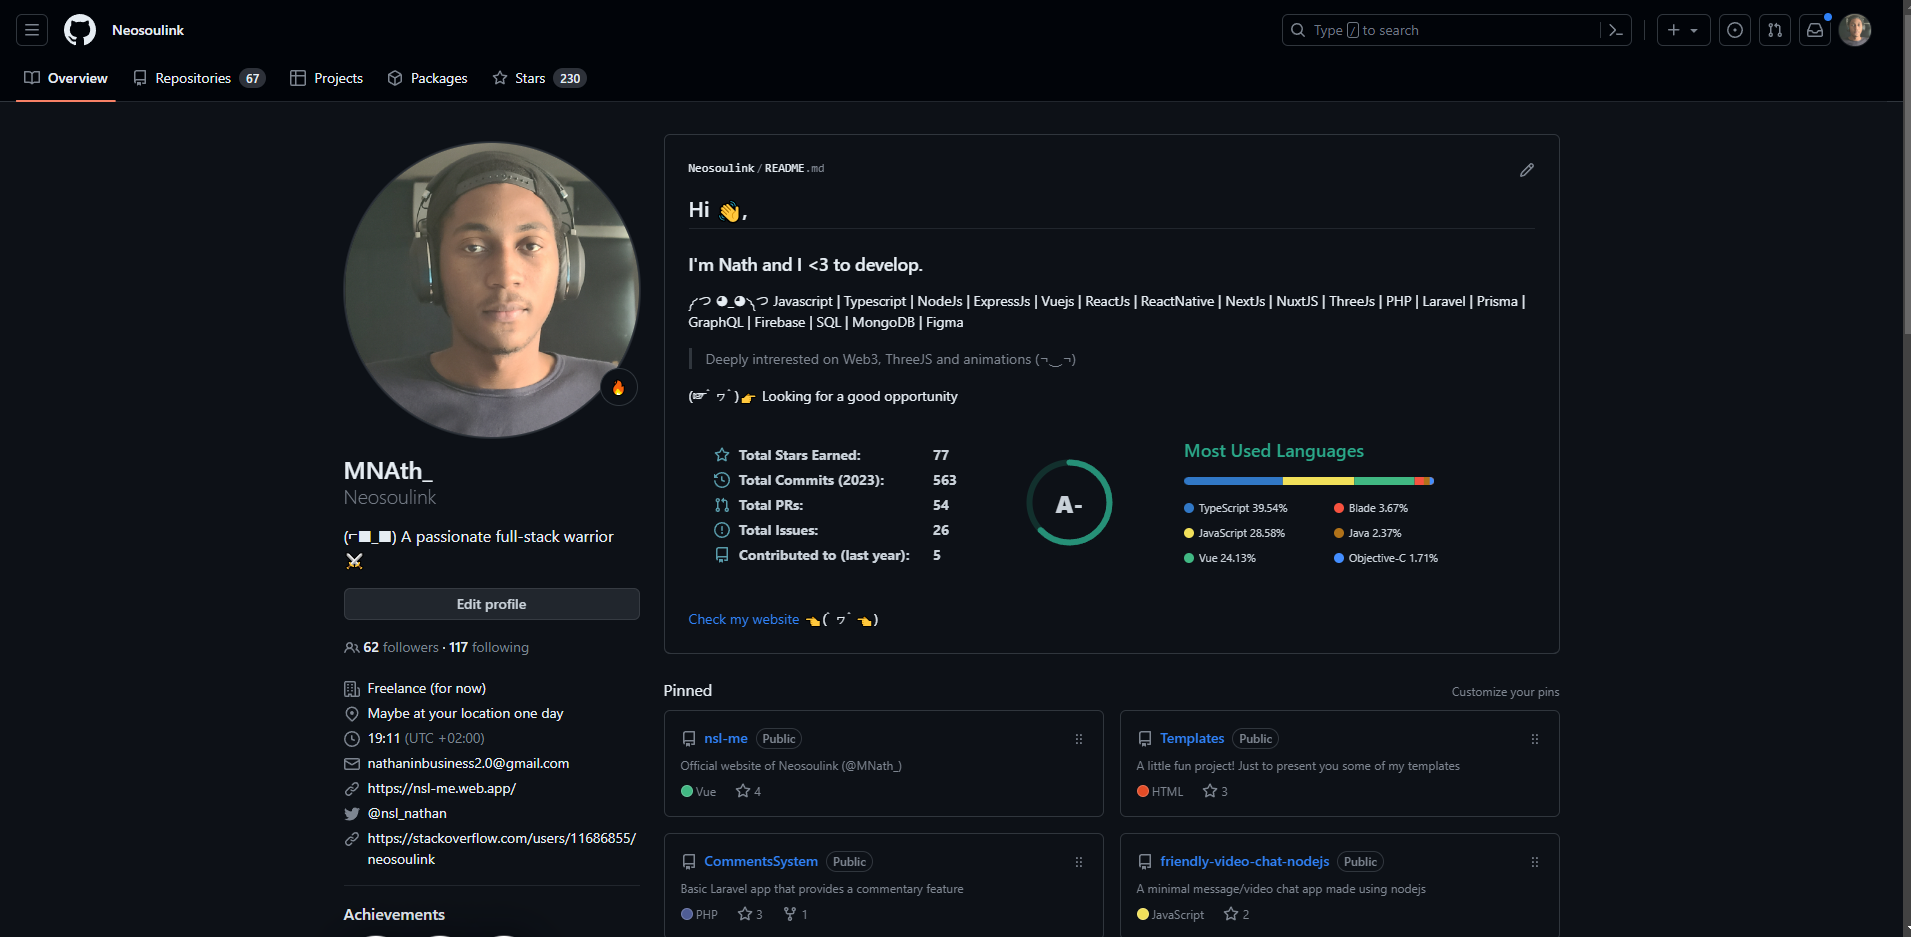 Neosoulink
Type / to search
Overview
Repositories 67
Projects
Packages
Stars 230
MNAth_
Neosoulink
(⌐■_■) A passionate full-stack warrior
⚔️
Edit profile
62 followers · 117 following
Freelance (for now)
Maybe at your location one day
19:11 (UTC +02:00)
nathaninbusiness2.0@gmail.com
https://nsl-me.web.app/
@nsl_nathan
https://stackoverflow.com/users/11686855/
neosoulink
Achievements
Neosoulink/README.md
Hi 👋,
I'm Nath and I <3 to develop.
╭つ ◕_◕╮つ Javascript | Typescript | NodeJs | ExpressJs | Vuejs | ReactJs | ReactNative | NextJs | NuxtJS | ThreeJs | PHP | Laravel | Prisma |
GraphQL | Firebase | SQL | MongoDB | Figma
Deeply intrerested on Web3, ThreeJS and animations (¬‿¬)
(☞ﾟヮﾟ)👉 Looking for a good opportunity
Total Stars Earned: 77
Total Commits (2023): 563
Total PRs: 54
Total Issues: 26
Contributed to (last year): 5
A-
Most Used Languages
TypeScript 39.54%
Blade 3.67%
JavaScript 28.58%
Java 2.37%
Vue 24.13%
Objective-C 1.71%
Check my website 👈(ﾟヮﾟ👈)
Pinned
Customize your pins
nsl-me Public
Official website of Neosoulink (@MNath_)
Vue 4
Templates Public
A little fun project! Just to present you some of my templates
HTML 3
CommentsSystem Public
Basic Laravel app that provides a commentary feature
PHP 3 1
friendly-video-chat-nodejs Public
A minimal message/video chat app made using nodejs
JavaScript 2